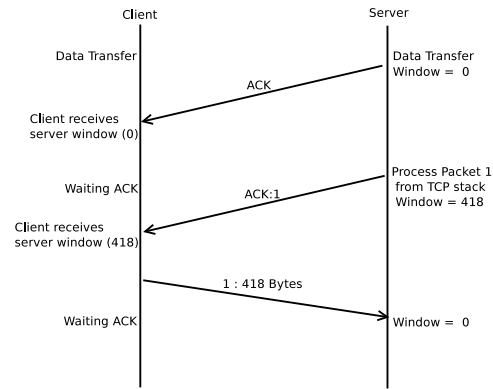 Client
Server
Data Transfer
Data Transfer
Window = 0
ACK
Client receives
server window (0)
Process Packet 1
from TCP stack
Window = 418
Waiting ACK
ACK:1
Client receives
server window (418)
1 : 418 Bytes
Waiting ACK
Window = 0